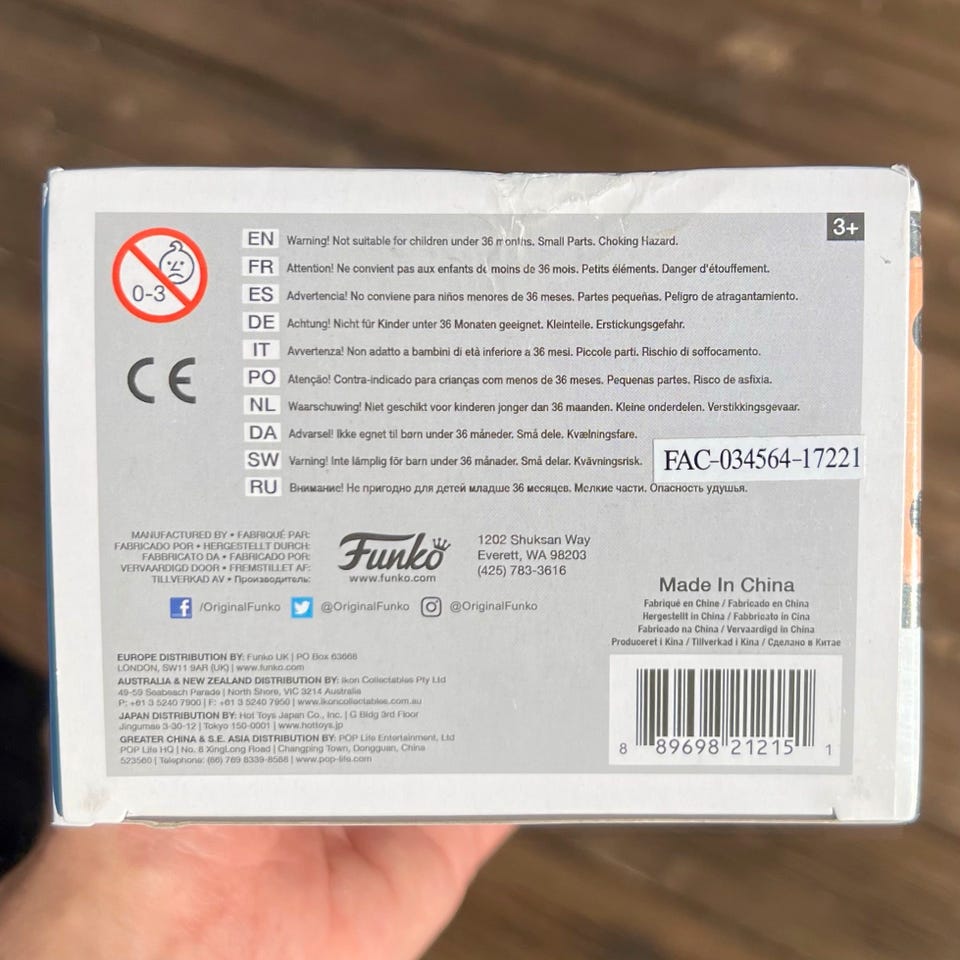 3+
0-3
EN Warning! Not suitable for children under 36 months. Small Parts. Choking Hazard.
FR Attention! Ne convient pas aux enfants de moins de 36 mois. Petits éléments. Danger d'étouffement.
ES Advertencia! No conviene para niños menores de 36 meses. Partes pequeñas. Peligro de atragantamiento.
DE Achtung! Nicht für Kinder unter 36 Monaten geeignet. Kleinteile. Erstickungsgefahr.
IT Avvertenza! Non adatto a bambini di età inferiore a 36 mesi. Piccole parti. Rischio di soffocamento.
PO Atenção! Contra-indicado para crianças com menos de 36 meses. Pequenas partes. Risco de asfixia.
NL Waarschuwing! Niet geschikt voor kinderen jonger dan 36 maanden. Kleine onderdelen. Verstikkingsgevaar.
DA Advarsel! Ikke egnet til børn under 36 måneder. Små dele. Kvælningsfare.
SW Varning! Inte lämplig för barn under 36 månader. Små delar. Kvävningsrisk.
RU Внимание! Не пригодно для детей младше 36 месяцев. Мелкие части. Опасность удушья.
CE
FAC-034564-17221
MANUFACTURED BY • FABRIQUÉ PAR:
FABRICADO POR • HERGESTELLT DURCH:
FABBRICATO DA • FABRICADO POR:
VERVAARDIGD DOOR • FREMSTILLET AF:
TILLVERKAD AV • Производитель:
Funko
www.funko.com
1202 Shuksan Way
Everett, WA 98203
(425) 783-3616
f /OriginalFunko @OriginalFunko @OriginalFunko
Made In China
Fabriqué en Chine / Fabricado en China
Hergestellt in China / Fabbricato in Cina
Fabricado na China / Vervaardigd in China
Produceret i Kina / Tillverkad i Kina / Сделано в Китае
EUROPE DISTRIBUTION BY: Funko UK | PO Box 63668
LONDON, SW11 9AR (UK) | www.funko.com
AUSTRALIA & NEW ZEALAND DISTRIBUTION BY: Ikon Collectables Pty Ltd
49-59 Seabeach Parade | North Shore, VIC 3214 Australia
P: +61 3 5240 7900 | F: +61 3 5240 7950 | www.ikoncollectables.com.au
JAPAN DISTRIBUTION BY: Hot Toys Japan Co., Inc. | G Bldg 3rd Floor
Jingumae 3-30-12 | Tokyo 150-0001 | www.hottoys.jp
GREATER CHINA & S.E. ASIA DISTRIBUTION BY: POP Life Entertainment, Ltd
POP Life HQ | No. 8 XingLong Road | Changping Town, Dongguan, China
523560 | Telephone: (86) 769 8339-8588 | www.pop-life.com
8 89698 21215 1